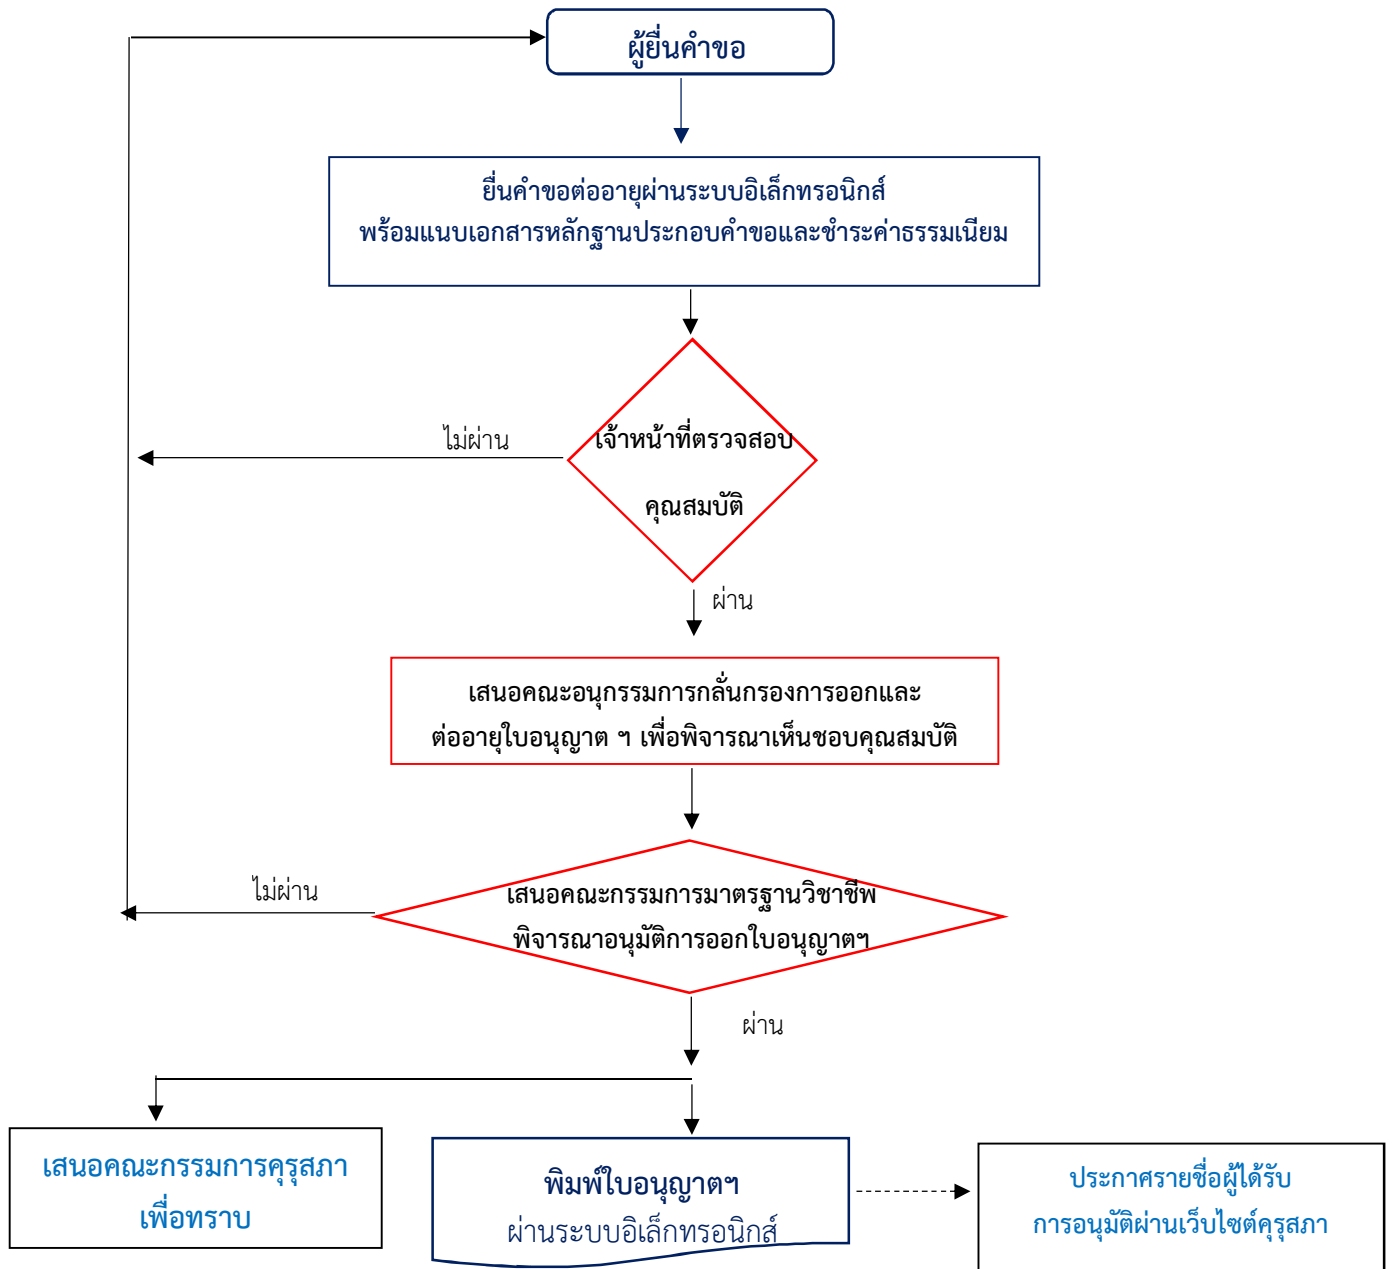 ผู้ยื่นคำขอ
ยื่นคำขอต่ออายุผ่านระบบอิเล็กทรอนิกส์
พร้อมแนบเอกสารหลักฐานประกอบคำขอและชำระค่าธรรมเนียม
ไม่ผ่าน
เจ้าหน้าที่ตรวจสอบ
คุณสมบัติ
ผ่าน
เสนอคณะอนุกรรมการกลั่นกรองการออกและ
ต่ออายุใบอนุญาต ฯ เพื่อพิจารณาเห็นชอบคุณสมบัติ
ไม่ผ่าน
เสนอคณะกรรมการมาตรฐานวิชาชีพ
พิจารณาอนุมัติการออกใบอนุญาตฯ
ผ่าน
เสนอคณะกรรมการคุรุสภา
เพื่อทราบ
พิมพ์ใบอนุญาตฯ
ผ่านระบบอิเล็กทรอนิกส์
ประกาศรายชื่อผู้ได้รับ
การอนุมัติผ่านเว็บไซต์คุรุสภา